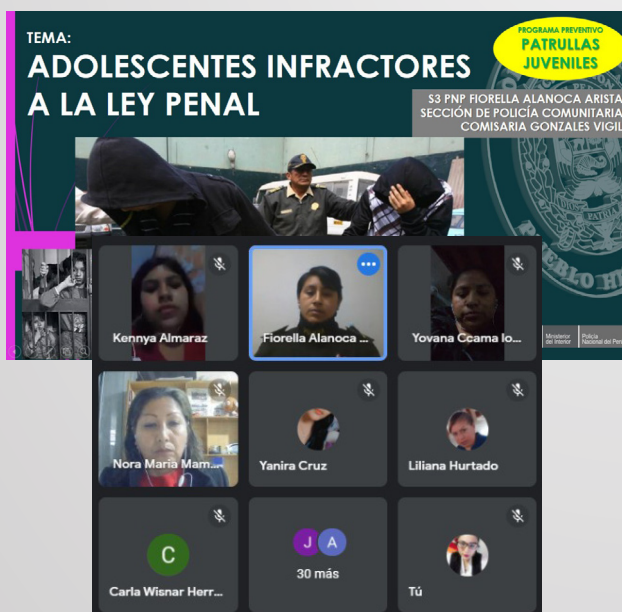 TEMA:
ADOLESCENTES INFRACTORES
A LA LEY PENAL
PROGRAMA PREVENTIVO
PATRULLAS
JUVENILES
S3 PNP FIORELLA ALANOCA ARISTA
SECCIÓN DE POLICÍA COMUNITARIA
COMISARIA GONZALES VIGIL
PATRIA
PUEBLO
Kennya Almaraz
Fiorella Alanoca ...
Yovana Ccama lo...
Nora María Mam...
Yanira Cruz
Liliana Hurtado
C
Carla Wisnar Herr...
J A
30 más
Tú
Ministerio
del Interior
Policía
Nacional del Perú